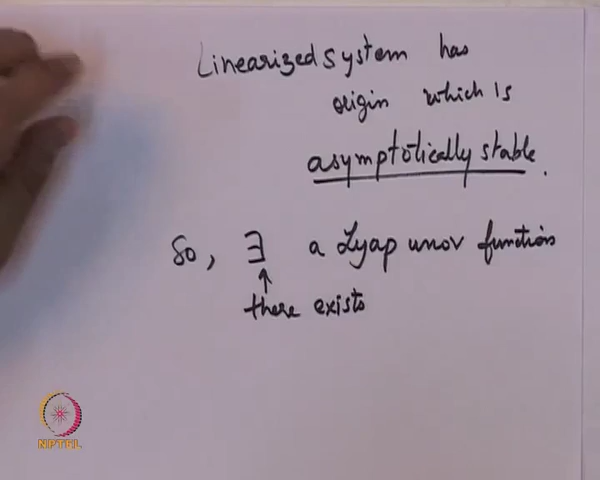 Linearized system has
origin which is
asymptotically stable.
So, ∃ a Lyapunov function
there exists
NPTEL